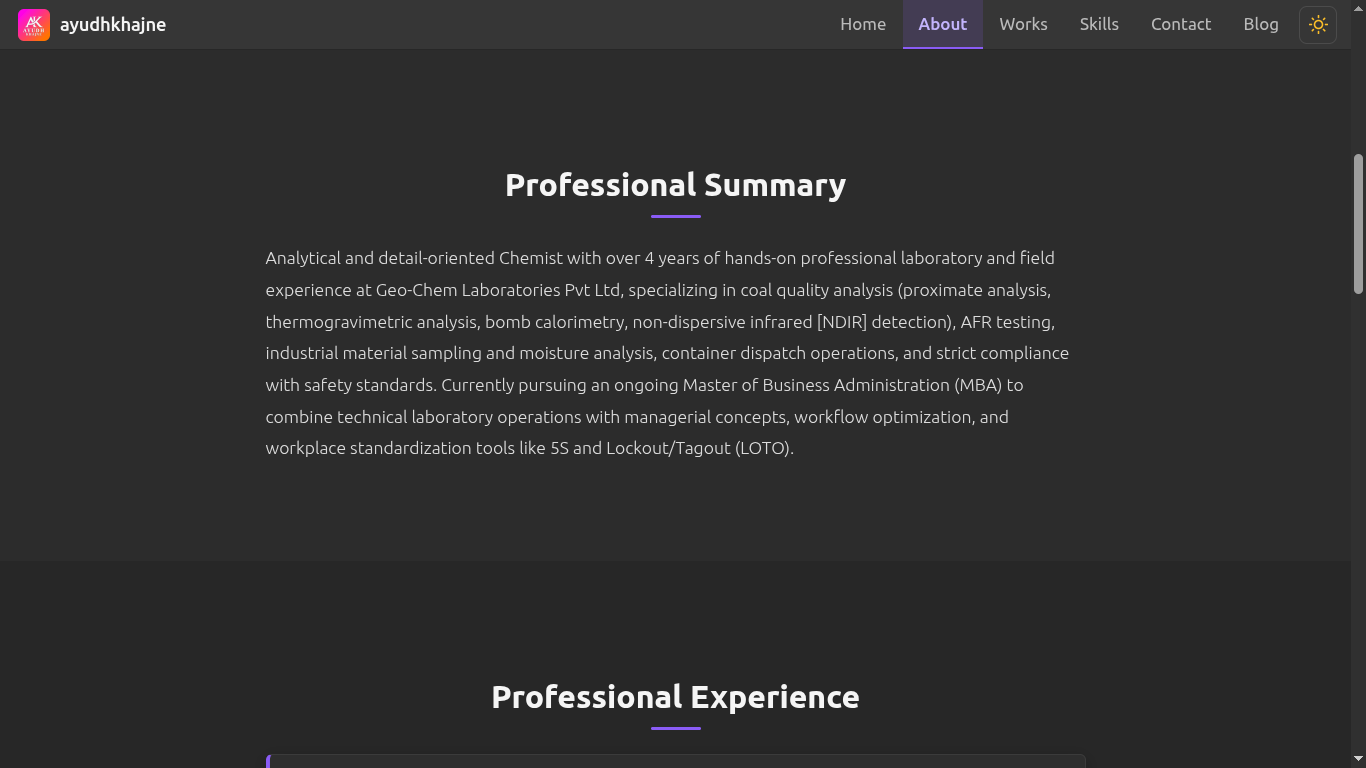 AK
AYUDH
ayudhkhajne
Home
About
Works
Skills
Contact
Blog
Professional Summary
Analytical and detail-oriented Chemist with over 4 years of hands-on professional laboratory and field
experience at Geo-Chem Laboratories Pvt Ltd, specializing in coal quality analysis (proximate analysis,
thermogravimetric analysis, bomb calorimetry, non-dispersive infrared [NDIR] detection), AFR testing,
industrial material sampling and moisture analysis, container dispatch operations, and strict compliance
with safety standards. Currently pursuing an ongoing Master of Business Administration (MBA) to
combine technical laboratory operations with managerial concepts, workflow optimization, and
workplace standardization tools like 5S and Lockout/Tagout (LOTO).
Professional Experience